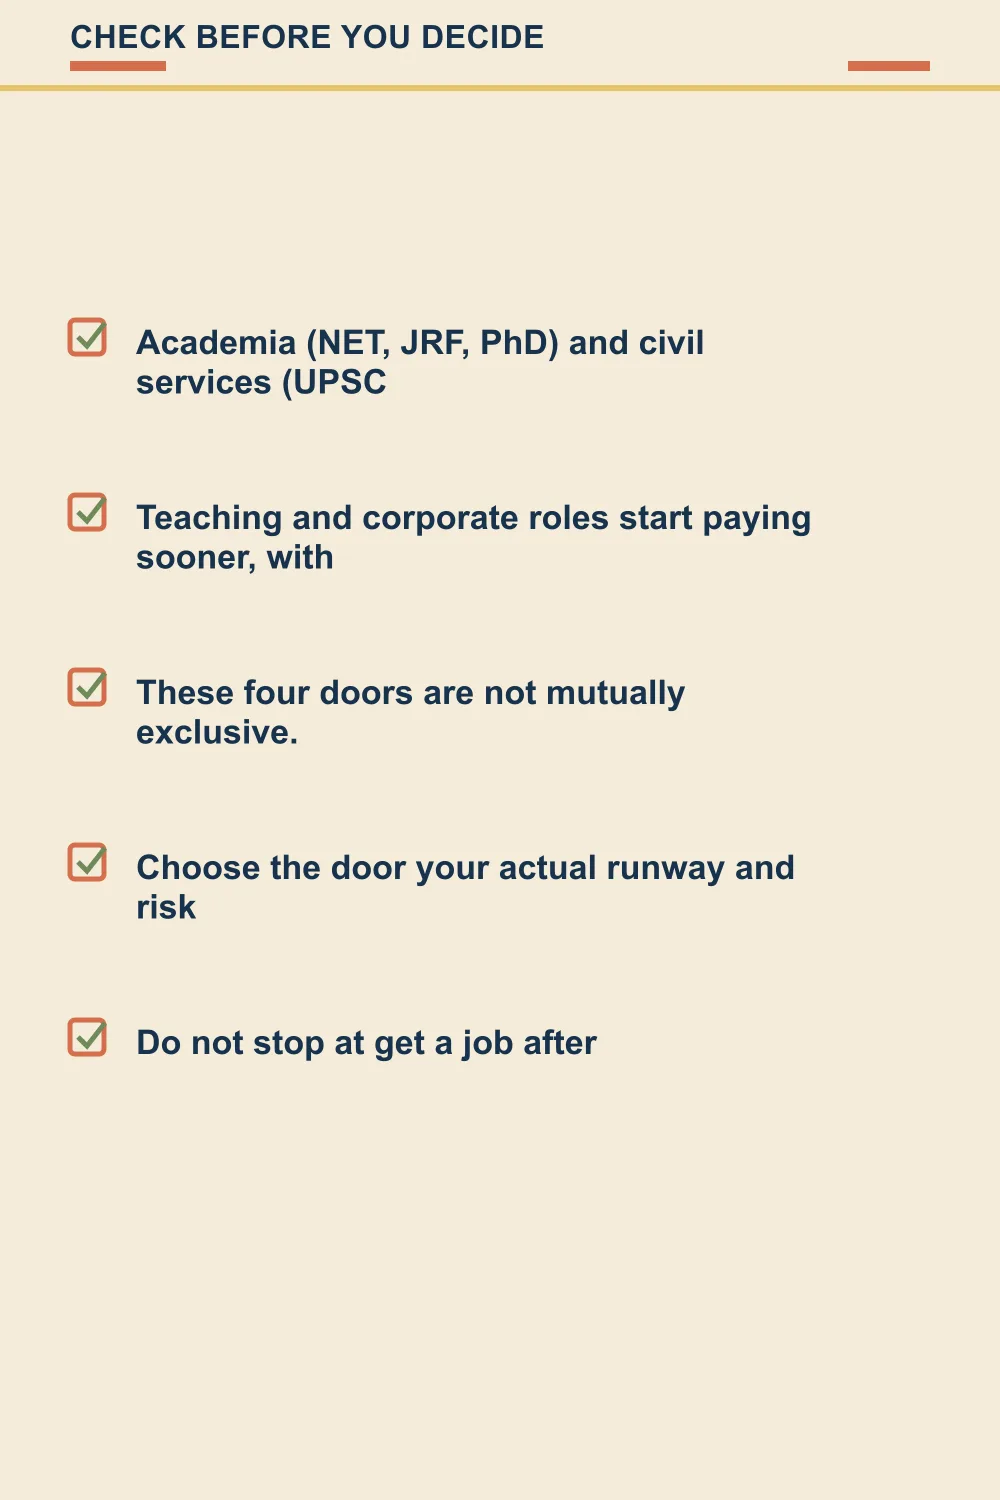 CHECK BEFORE YOU DECIDE
Academia (NET, JRF, PhD) and civil
services (UPSC
Teaching and corporate roles start paying
sooner, with
These four doors are not mutually
exclusive.
Choose the door your actual runway and
risk
Do not stop at get a job after